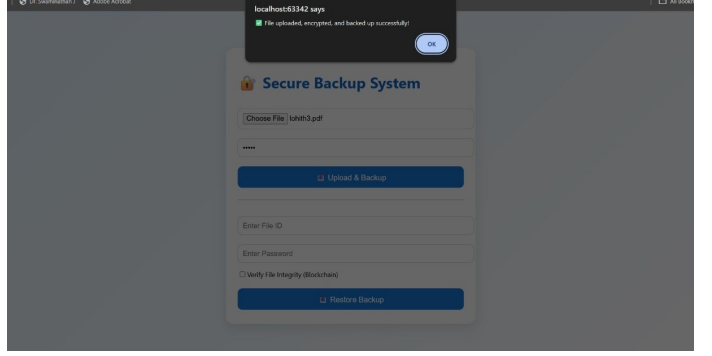 Dr. Swaminathan J
Adobe Acrobat
All Bookm
localhost:63342 says
✅ File uploaded, encrypted, and backed up successfully!
OK
🔐 Secure Backup System
Choose File lohith3.pdf
•••••
Upload & Backup
Enter File ID
Enter Password
Verify File Integrity (Blockchain)
Restore Backup